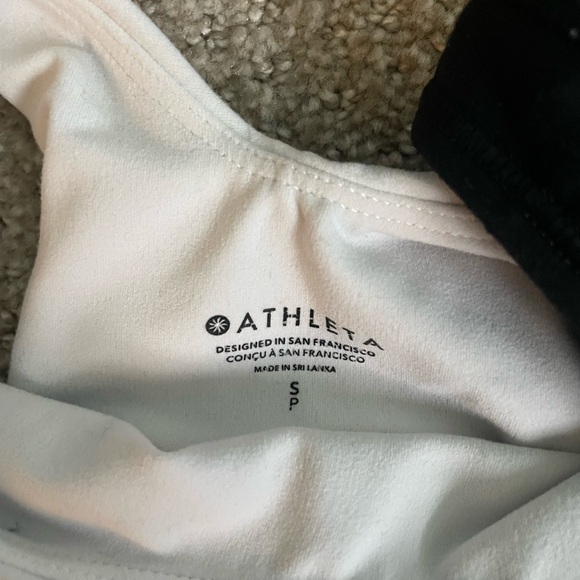 ATHLETA
DESIGNED IN SAN FRANCISCO
CONÇU À SAN FRANCISCO
MADE IN SRI LANKA
S
P